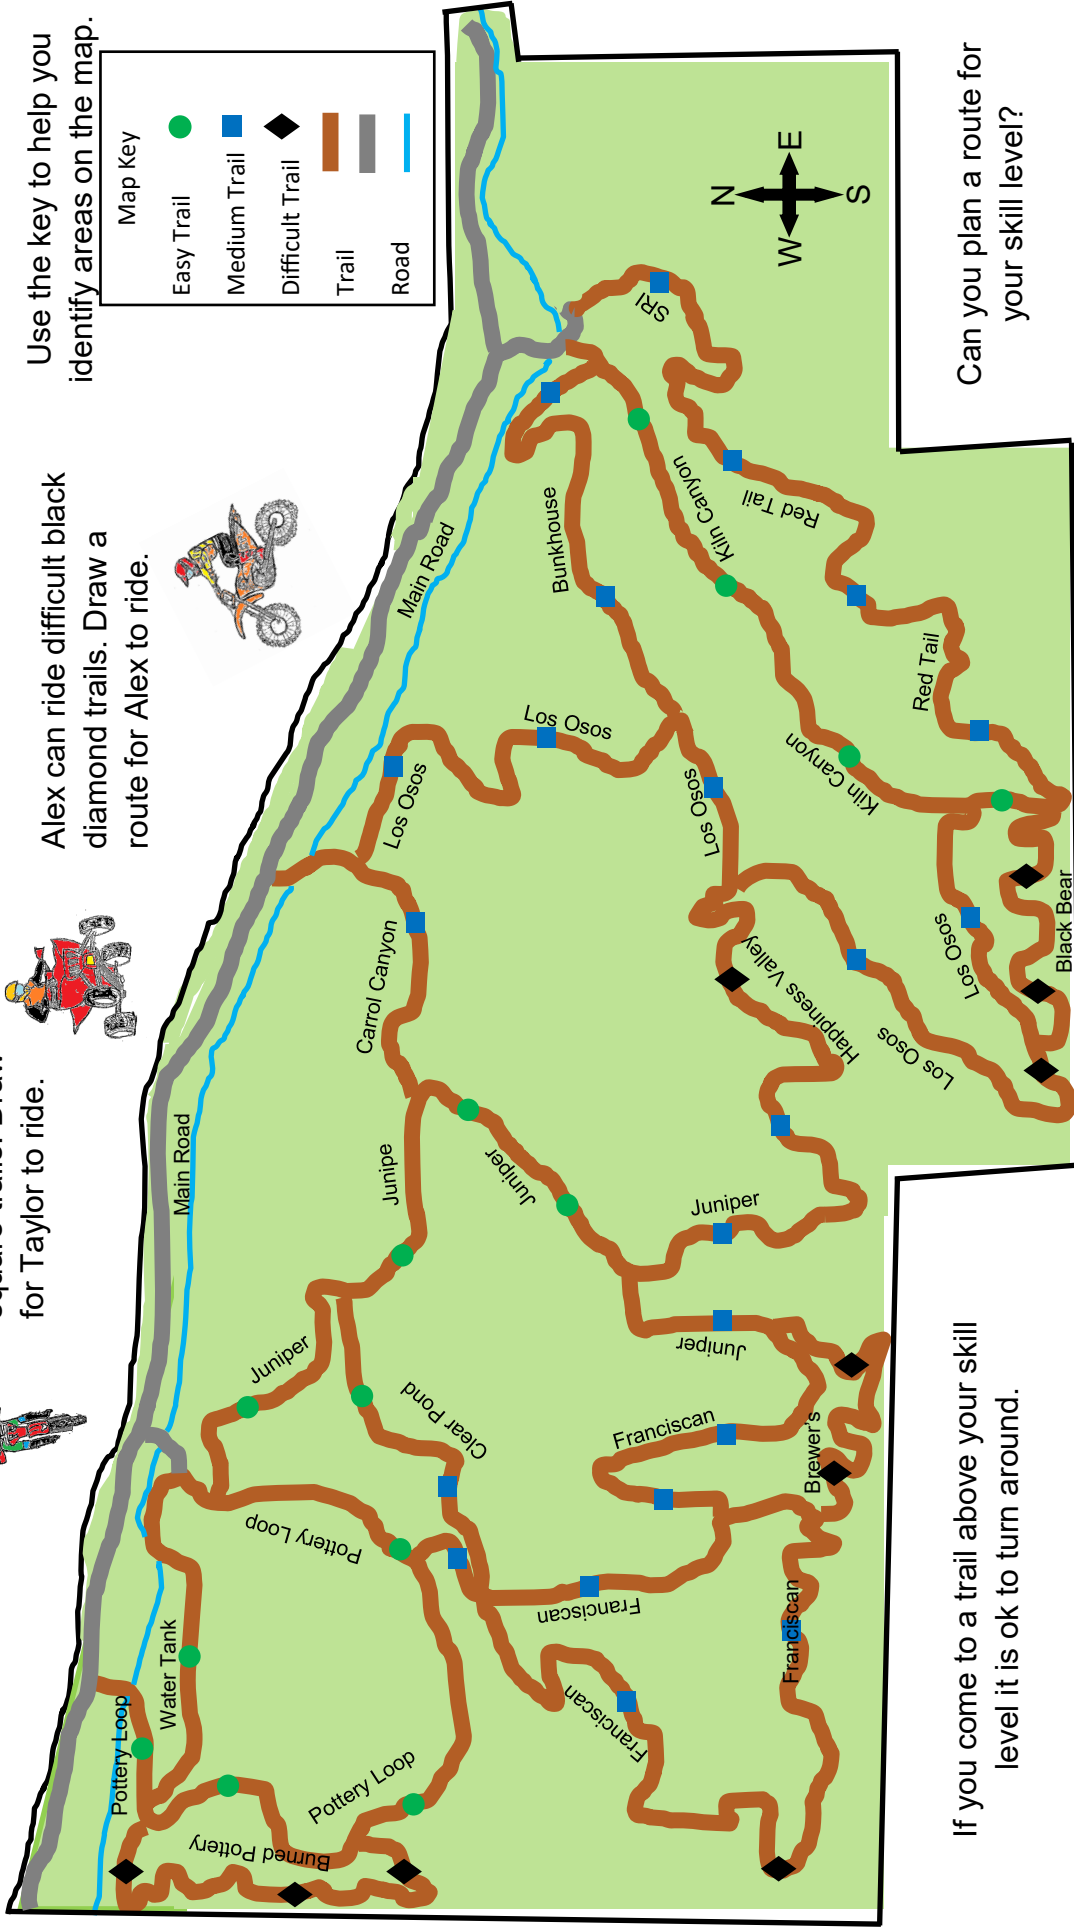 for Taylor to ride.
Alex can ride difficult black
diamond trails. Draw a
route for Alex to ride.
Use the key to help you
identify areas on the map.
Map Key
Easy Trail
Medium Trail
Difficult Trail
Trail
Road
Main Road
Main Road
Pottery Loop
Water Tank
Burned Pottery
Pottery Loop
Pottery Loop
Juniper
Clear Pond
Junipe
Juniper
Juniper
Juniper
Carrol Canyon
Los Osos
Los Osos
Los Osos
Los Osos
Los Osos
Bunkhouse
Kiln Canyon
Kiln Canyon
SRI
Red Tail
Red Tail
Black Bear
Happiness Valley
Franciscan
Franciscan
Franciscan
Franciscan
Brewer's
N
W
E
S
If you come to a trail above your skill
level it is ok to turn around.
Can you plan a route for
your skill level?